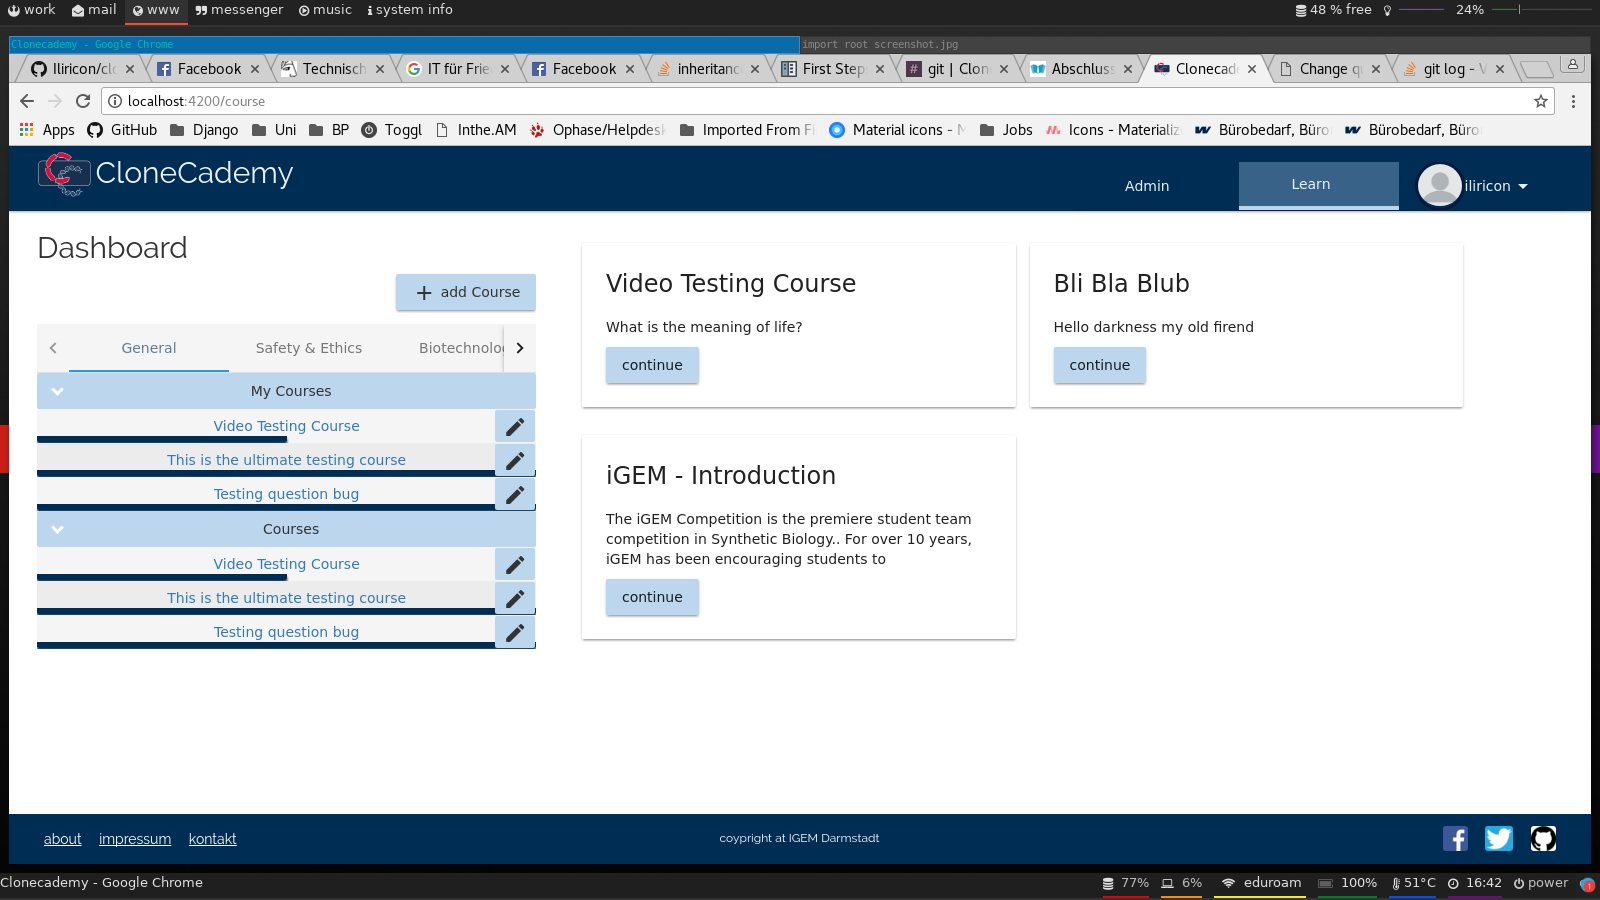 work mail www messenger music system info 48 % free 24%
Clonecademy - Google Chrome import root screenshot.jpg
Iliricon/cl Facebook Technisch IT für Frie Facebook inheritanc First Step git | Clon Abschluss Clonecad Change q git log - V
localhost:4200/course
Apps GitHub Django Uni BP Toggl Inthe.AM Ophase/Helpdesk Imported From Fi Material icons - M Jobs Icons - Materializ Bürobedarf, Büro Bürobedarf, Büro
CloneCademy Admin Learn iliricon
Dashboard
add Course
General Safety & Ethics Biotechnolog
My Courses
Video Testing Course
This is the ultimate testing course
Testing question bug
Courses
Video Testing Course
This is the ultimate testing course
Testing question bug
Video Testing Course
What is the meaning of life?
continue
Bli Bla Blub
Hello darkness my old firend
continue
iGEM - Introduction
The iGEM Competition is the premiere student team
competition in Synthetic Biology.. For over 10 years,
iGEM has been encouraging students to
continue
about impressum kontakt coypright at IGEM Darmstadt
Clonecademy - Google Chrome 77% 6% eduroam 100% 51°C 16:42 power 1